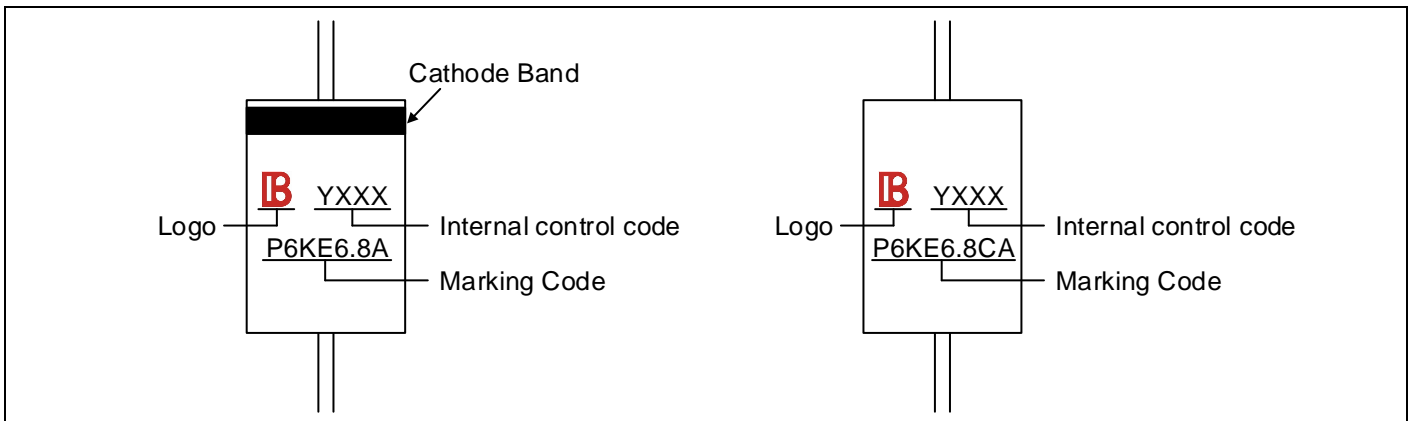 Cathode Band
B YXXX
Logo
Internal control code
P6KE6.8A
Marking Code
B YXXX
Logo
Internal control code
P6KE6.8CA
Marking Code